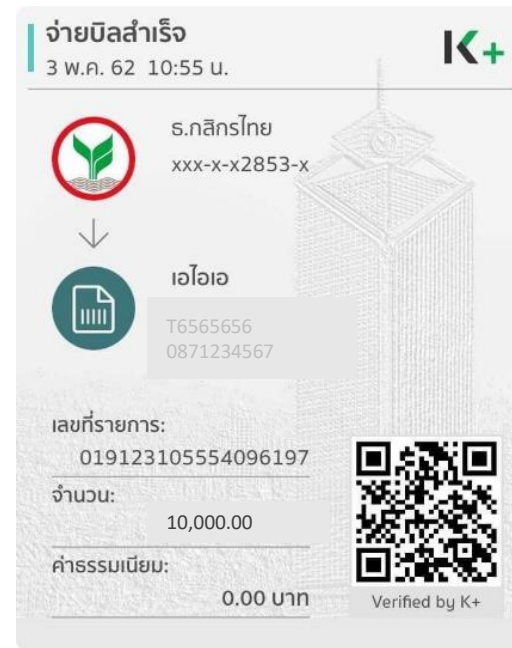 จ่ายบิลสำเร็จ
3 พ.ค. 62 10:55 น.
K+
ธ.กสิกรไทย
xxx-x-x2853-x
เอไอเอ
T6565656
0871234567
เลขที่รายการ:
019123105554096197
จำนวน:
10,000.00
ค่าธรรมเนียม:
0.00 บาท
Verified by K+